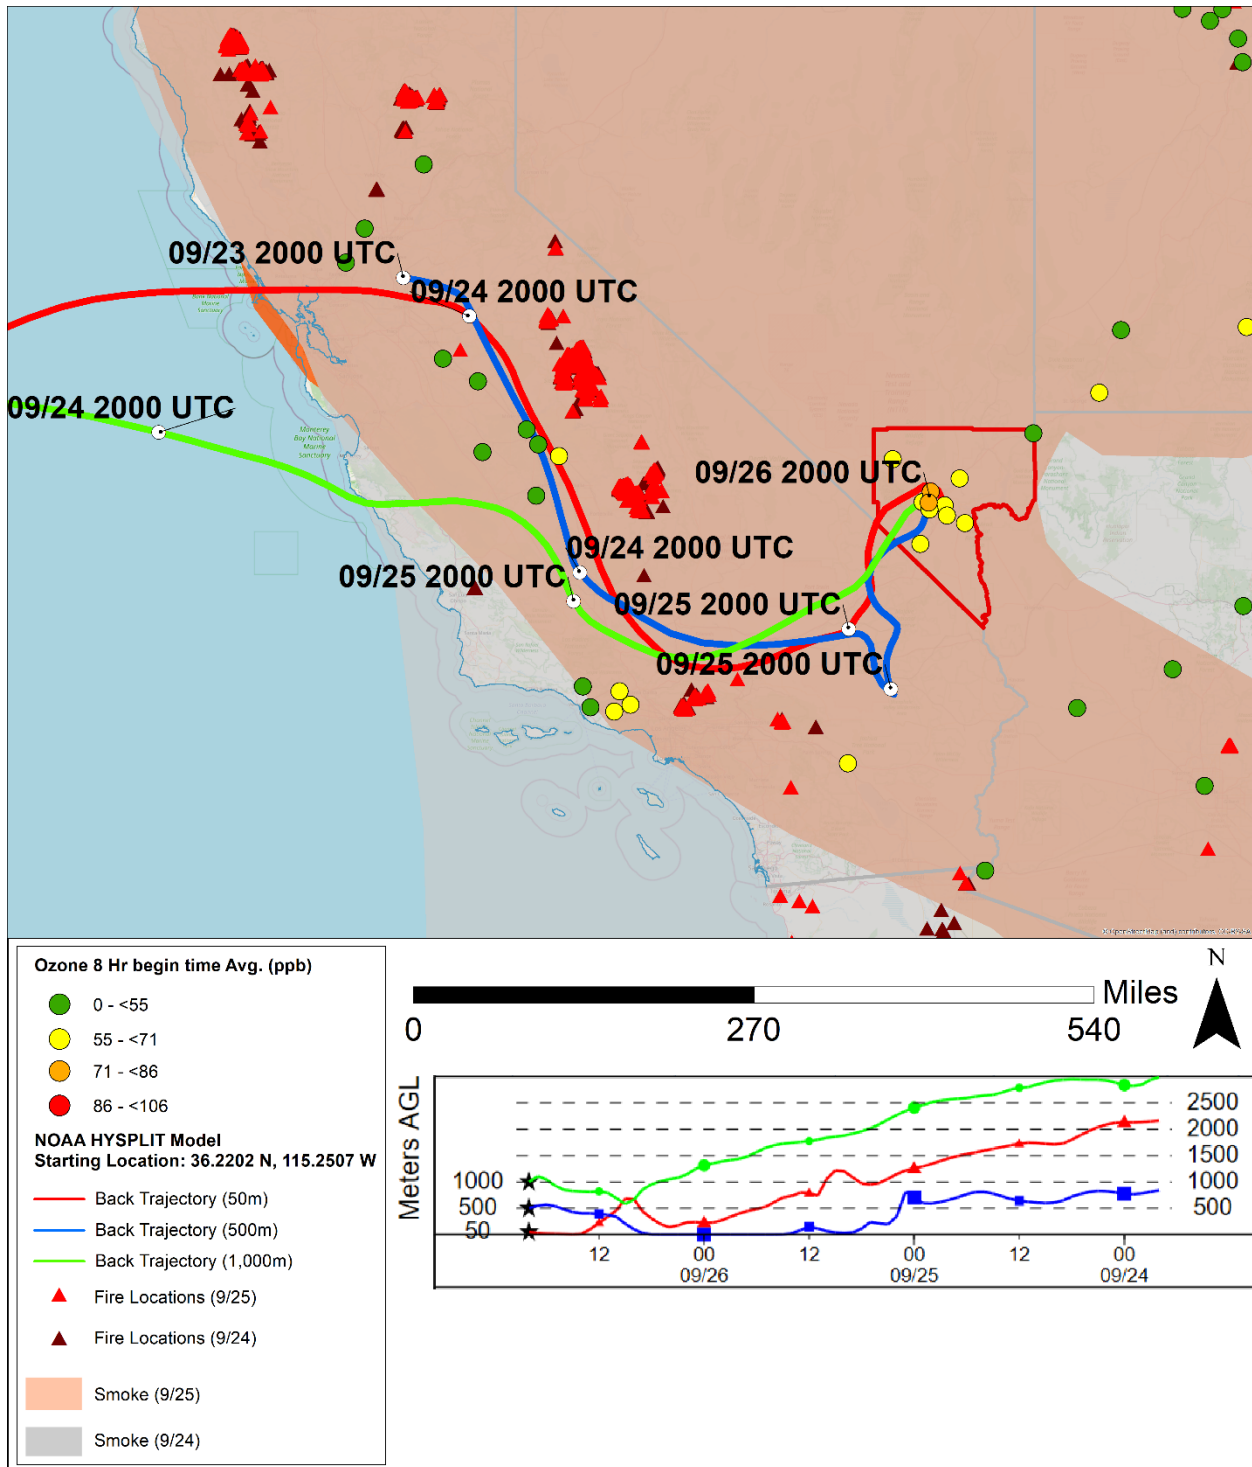 09/23 2000 UTC
09/24 2000 UTC
09/24 2000 UTC
Monterey
Bay National
Marine
Sanctuary
09/26 2000 UTC
09/24 2000 UTC
09/25 2000 UTC
09/25 2000 UTC
09/25 2000 UTC
Ozone 8 Hr begin time Avg. (ppb)
0 - <55
55 - <71
71 - <86
86 - <106
NOAA HYSPLIT Model
Starting Location: 36.2202 N, 115.2507 W
Back Trajectory (50m)
Back Trajectory (500m)
Back Trajectory (1,000m)
Fire Locations (9/25)
Fire Locations (9/24)
Smoke (9/25)
Smoke (9/24)
N
Miles
0 270 540
Meters AGL
1000
500
50
2500
2000
1500
1000
500
12 00 12 00 12 00
09/26 09/25 09/24